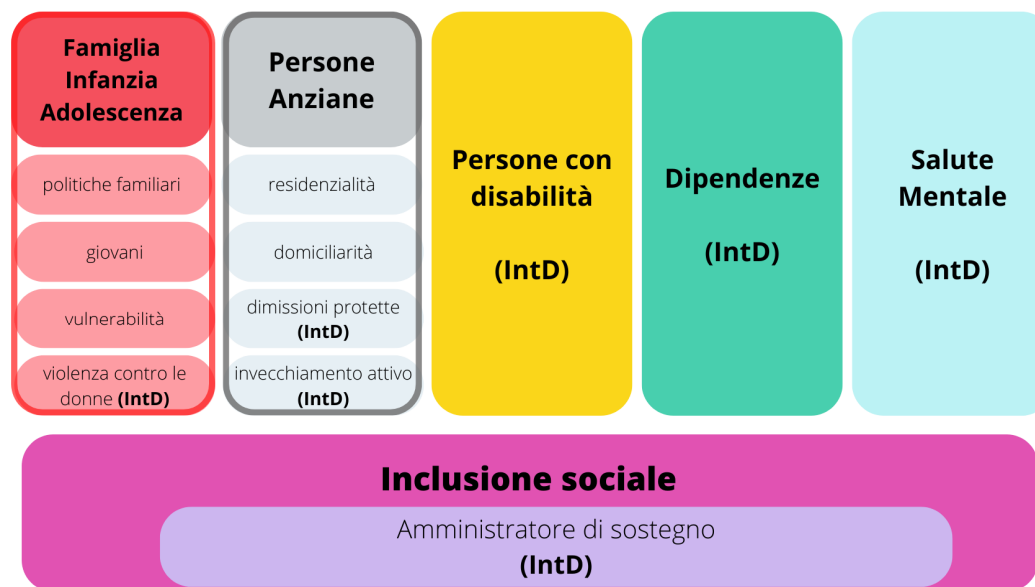 Famiglia
Infanzia
Adolescenza
politiche familiari
giovani
vulnerabilità
violenza contro le
donne (IntD)
Persone
Anziane
residenzialità
domiciliarità
dimissioni protette
(IntD)
invecchiamento attivo
(IntD)
Persone con
disabilità
(IntD)
Dipendenze
(IntD)
Salute
Mentale
(IntD)
Inclusione sociale
Amministratore di sostegno
(IntD)